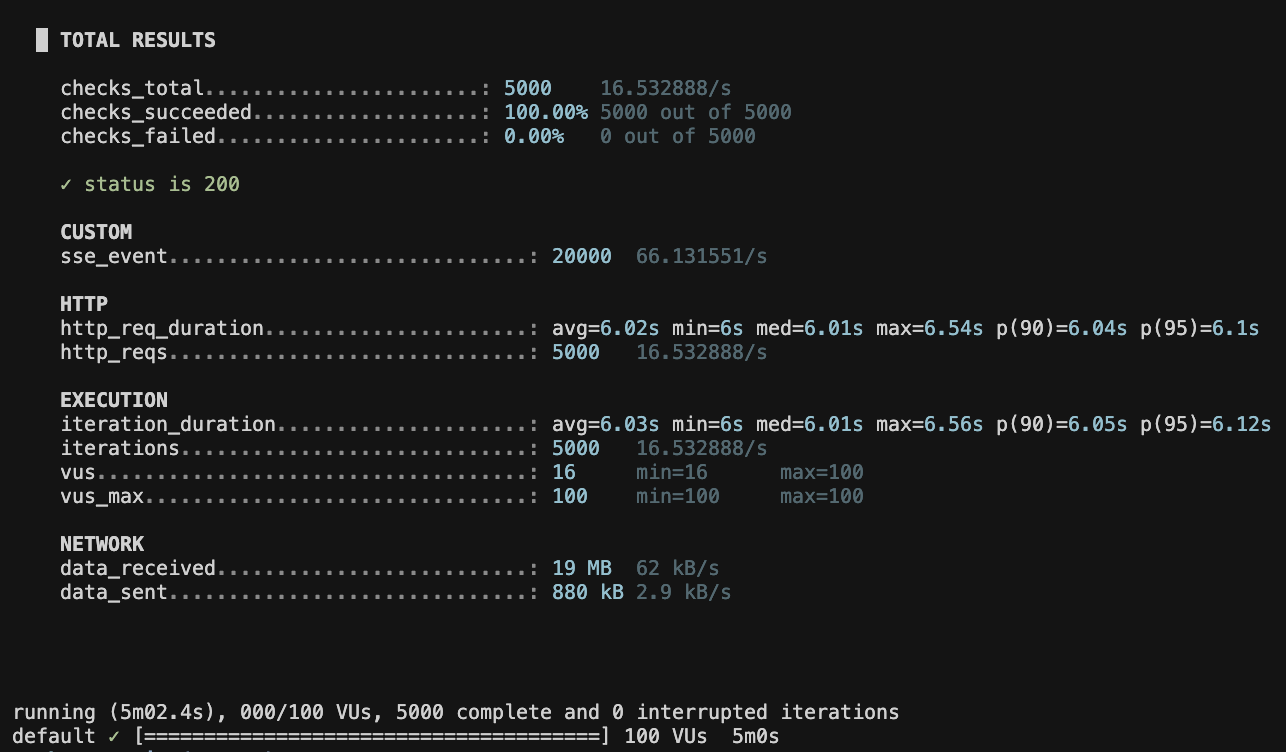 TOTAL RESULTS
checks_total.......................: 5000 16.532888/s
checks_succeeded...................: 100.00% 5000 out of 5000
checks_failed......................: 0.00% 0 out of 5000
✓ status is 200
CUSTOM
sse_event..............................: 20000 66.131551/s
HTTP
http_req_duration......................: avg=6.02s min=6s med=6.01s max=6.54s p(90)=6.04s p(95)=6.1s
http_reqs..............................: 5000 16.532888/s
EXECUTION
iteration_duration.....................: avg=6.03s min=6s med=6.01s max=6.56s p(90)=6.05s p(95)=6.12s
iterations.............................: 5000 16.532888/s
vus....................................: 16 min=16 max=100
vus_max................................: 100 min=100 max=100
NETWORK
data_received..........................: 19 MB 62 kB/s
data_sent..............................: 880 kB 2.9 kB/s
running (5m02.4s), 000/100 VUs, 5000 complete and 0 interrupted iterations
default ✓ [======================================] 100 VUs 5m0s